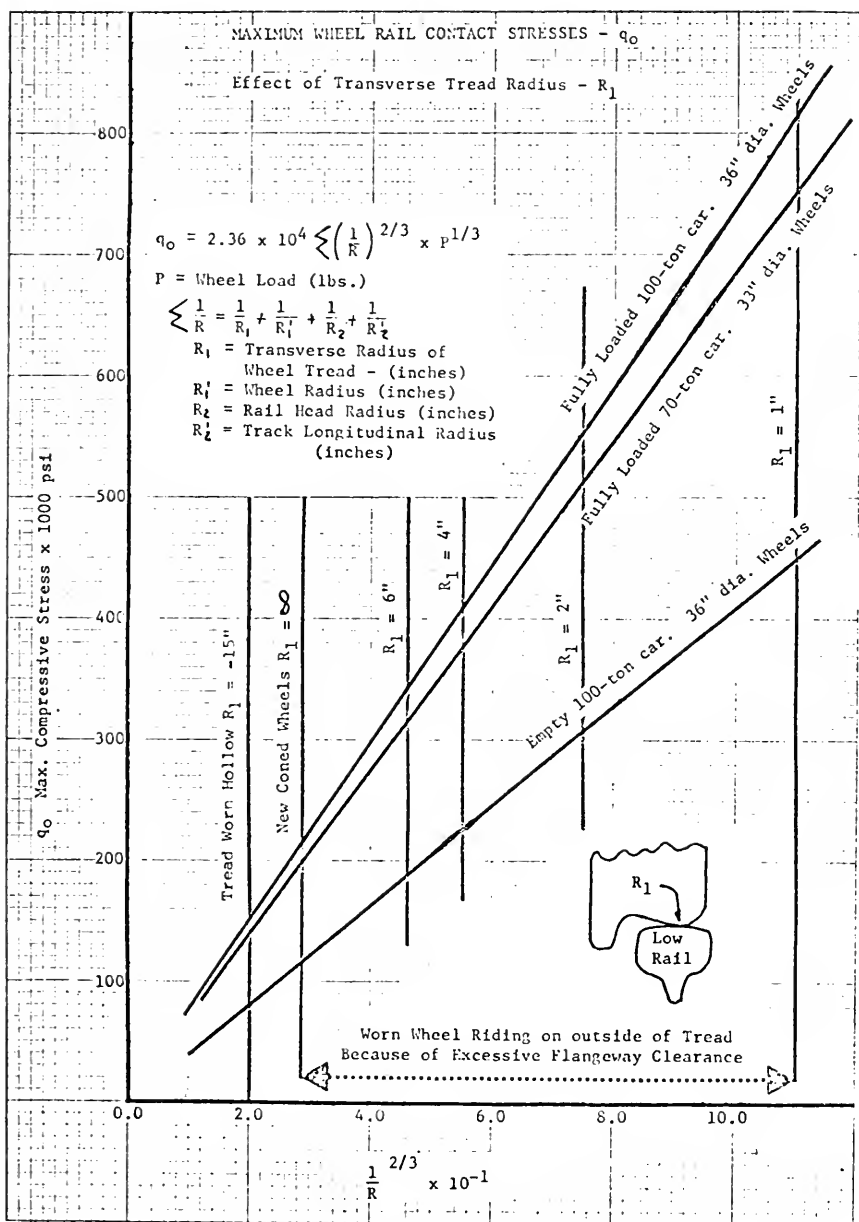 MAXIMUM WHEEL RAIL CONTACT STRESSES - q₀
Effect of Transverse Tread Radius - R₁
q₀ = 2.36 x 10⁴ ∑(1/R)^2/3 x P^1/3
P = Wheel Load (lbs.)
∑ 1/R = 1/R₁ + 1/R₁' + 1/R₂ + 1/R₂'
R₁ = Transverse Radius of
Wheel Tread - (inches)
R₁' = Wheel Radius (inches)
R₂ = Rail Head Radius (inches)
R₂' = Track Longitudinal Radius
(inches)
Fully Loaded 100-ton car. 36" dia. Wheels
Fully Loaded 70-ton car. 33" dia. Wheels
Empty 100-ton car. 36" dia. Wheels
Tread Worn Hollow R₁ = -15"
New Coned Wheels R₁ = ∞
R₁ = 6"
R₁ = 4"
R₁ = 2"
R₁ = 1"
R₁
Low
Rail
Worn Wheel Riding on outside of Tread
Because of Excessive Flangeway Clearance
q₀ Max. Compressive Stress x 1000 psi
800
700
600
500
400
300
200
100
0.0
2.0
4.0
6.0
8.0
10.0
1/R ^2/3 x 10⁻¹